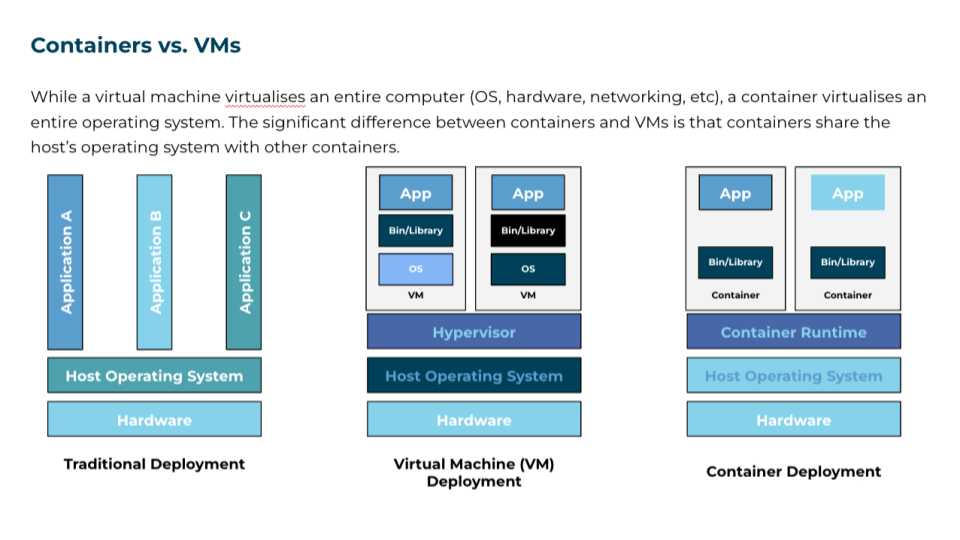 Containers vs. VMs
While a virtual machine virtualises an entire computer (OS, hardware, networking, etc), a container virtualises an
entire operating system. The significant difference between containers and VMs is that containers share the
host's operating system with other containers.
Application A
Application B
Application C
Host Operating System
Hardware
Traditional Deployment
App
Bin/Library
OS
VM
App
Bin/Library
OS
VM
Hypervisor
Host Operating System
Hardware
Virtual Machine (VM)
Deployment
App
Bin/Library
Container
App
Bin/Library
Container
Container Runtime
Host Operating System
Hardware
Container Deployment